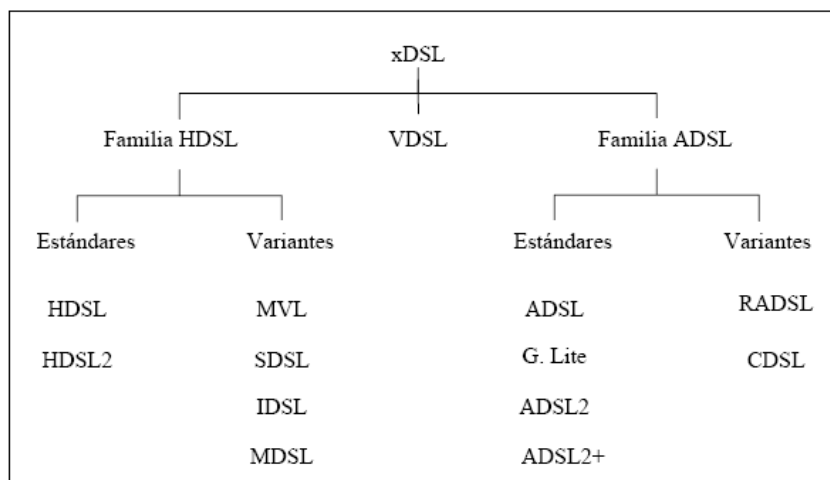 xDSL
Familia HDSL VDSL Familia ADSL
Estándares Variantes Estándares Variantes
HDSL MVL ADSL RADSL
HDSL2 SDSL G. Lite CDSL
IDSL ADSL2
MDSL ADSL2+